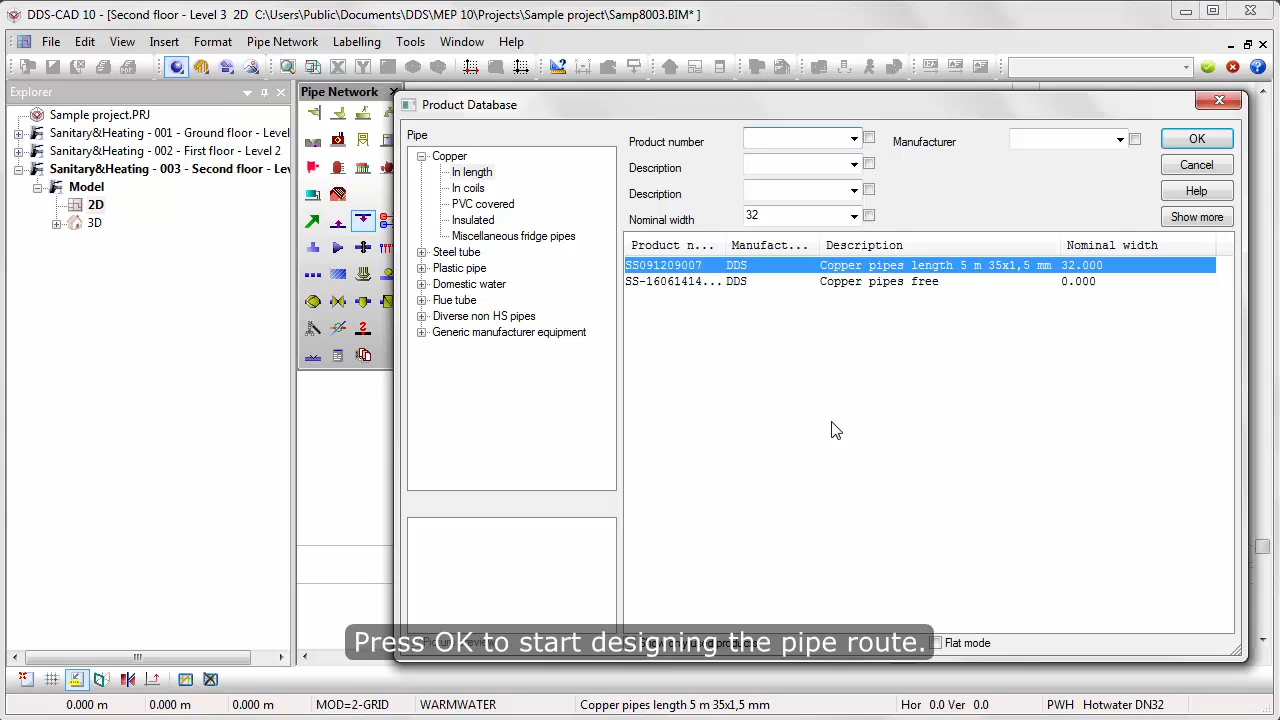 DDS-CAD 10 - [Second floor - Level 3 2D C:\Users\Public\Documents\DDS\MEP 10\Projects\Sample project\Samp8003.BIM* ]
File Edit View Insert Format Pipe Network Labelling Tools Window Help
Explorer
Pipe Network
Product Database
Sample project.PRJ
Sanitary&Heating - 001 - Ground floor - Level
Sanitary&Heating - 002 - First floor - Level 2
Sanitary&Heating - 003 - Second floor - Lev
Model
2D
3D
Pipe
Copper
In length
In coils
PVC covered
Insulated
Miscellaneous fridge pipes
Steel tube
Plastic pipe
Domestic water
Flue tube
Diverse non HS pipes
Generic manufacturer equipment
Product number
Manufacturer
OK
Description
Cancel
Description
Help
Nominal width 32
Show more
Product n... Manufact... Description Nominal width
SS091209007 DDS Copper pipes length 5 m 35x1,5 mm 32.000
SS-16061414... DDS Copper pipes free 0.000
Flat mode
Press OK to start designing the pipe route.
0.000 m 0.000 m 0.000 m MOD=2-GRID WARMWATER Copper pipes length 5 m 35x1,5 mm Hor 0.0 Ver 0.0 PWH Hotwater DN32